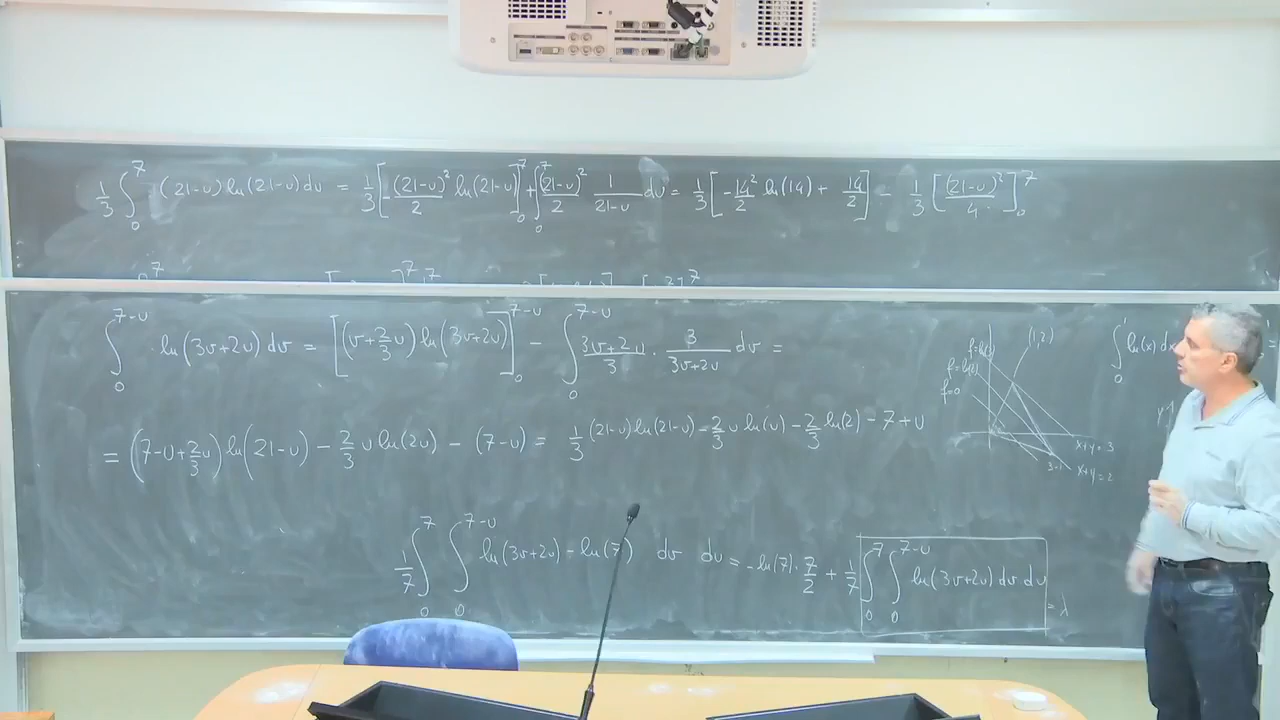 1/3 ∫_0^7 (21-u) ln(21-u) du = 1/3 [-(21-u)²/2 ln(21-u)]_0^7 + ∫_0^7 (21-u)²/2 1/(21-u) du = 1/3 [-14²/2 ln(14) + 14/2] - 1/3 [(21-u)²/4]_0^7
∫_0^{7-u} ln(3v+2u) dv = [(v+2/3 u) ln(3v+2u)]_0^{7-u} - ∫_0^{7-u} (3v+2u)/3 · 3/(3v+2u) dv =
= (7-u+2/3 u) ln(21-u) - 2/3 u ln(2u) - (7-u) = 1/3 (21-u) ln(21-u) - 2/3 u ln(u) - 2/3 ln(2) - 7 + u
1/7 ∫_0^7 ∫_0^{7-u} ln(3v+2u) - ln(7) dv du = -ln(7)· 7/2 + 1/7 ∫_0^7 ∫_0^{7-u} ln(3v+2u) dv du = λ
(1,2)
f=0
x+y=3
x+y=2
∫_0^1 ln(x) dx